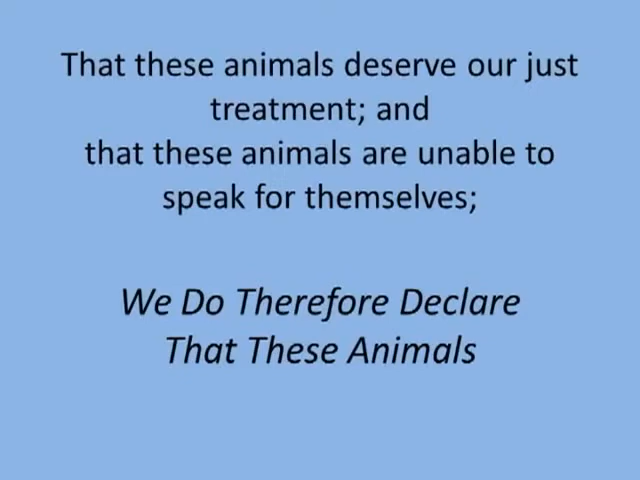 That these animals deserve our just
treatment; and
that these animals are unable to
speak for themselves;
We Do Therefore Declare
That These Animals